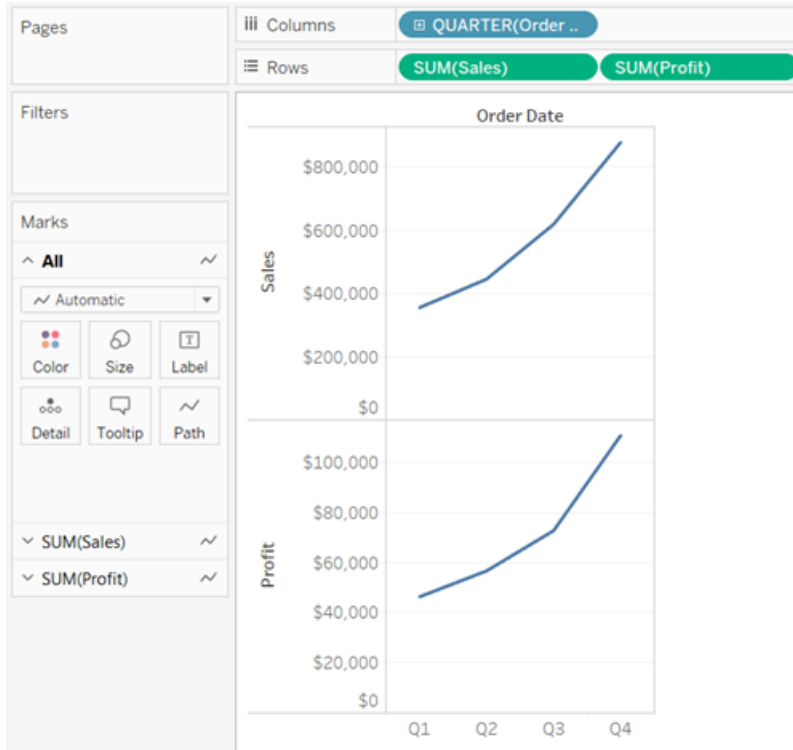 Pages
Columns
QUARTER(Order ..
Rows
SUM(Sales)
SUM(Profit)
Filters
Marks
All
Automatic
Color
Size
Label
Detail
Tooltip
Path
SUM(Sales)
SUM(Profit)
Order Date
Sales
$800,000
$600,000
$400,000
$200,000
$0
Profit
$100,000
$80,000
$60,000
$40,000
$20,000
$0
Q1 Q2 Q3 Q4